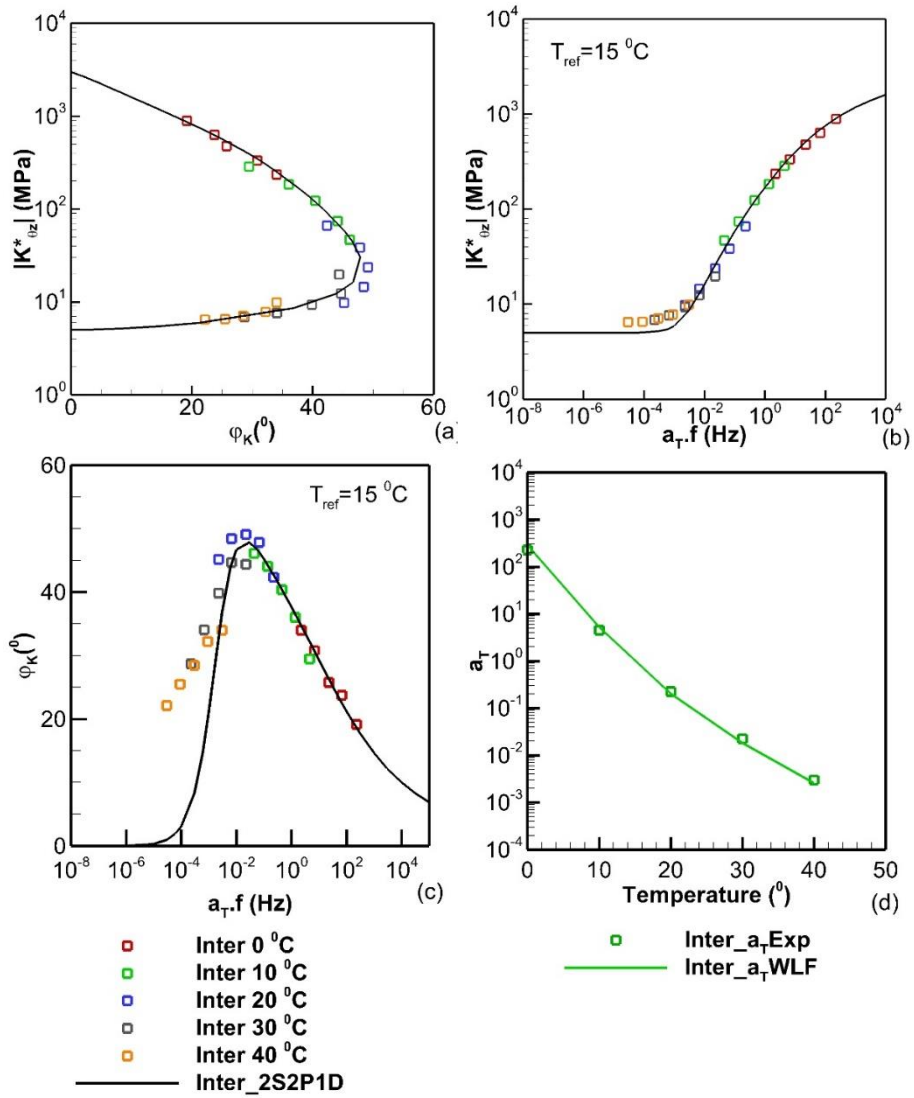 10⁴
10³
10²
10¹
10⁰
|K*θz| (MPa)
0
20
40
60
φK(⁰)
(a)
Tref=15 ⁰C
10⁴
10³
10²
10¹
10⁰
|K*θz| (MPa)
10⁻⁸
10⁻⁶
10⁻⁴
10⁻²
10⁰
10²
10⁴
aT.f (Hz)
(b)
Tref=15 ⁰C
60
40
20
0
φK(⁰)
10⁻⁸
10⁻⁶
10⁻⁴
10⁻²
10⁰
10²
10⁴
aT.f (Hz)
(c)
10⁴
10³
10²
10¹
10⁰
10⁻¹
10⁻²
10⁻³
10⁻⁴
aT
0
10
20
30
40
50
Temperature (⁰)
(d)
Inter 0 ⁰C
Inter 10 ⁰C
Inter 20 ⁰C
Inter 30 ⁰C
Inter 40 ⁰C
Inter_2S2P1D
Inter_aTExp
Inter_aTWLF